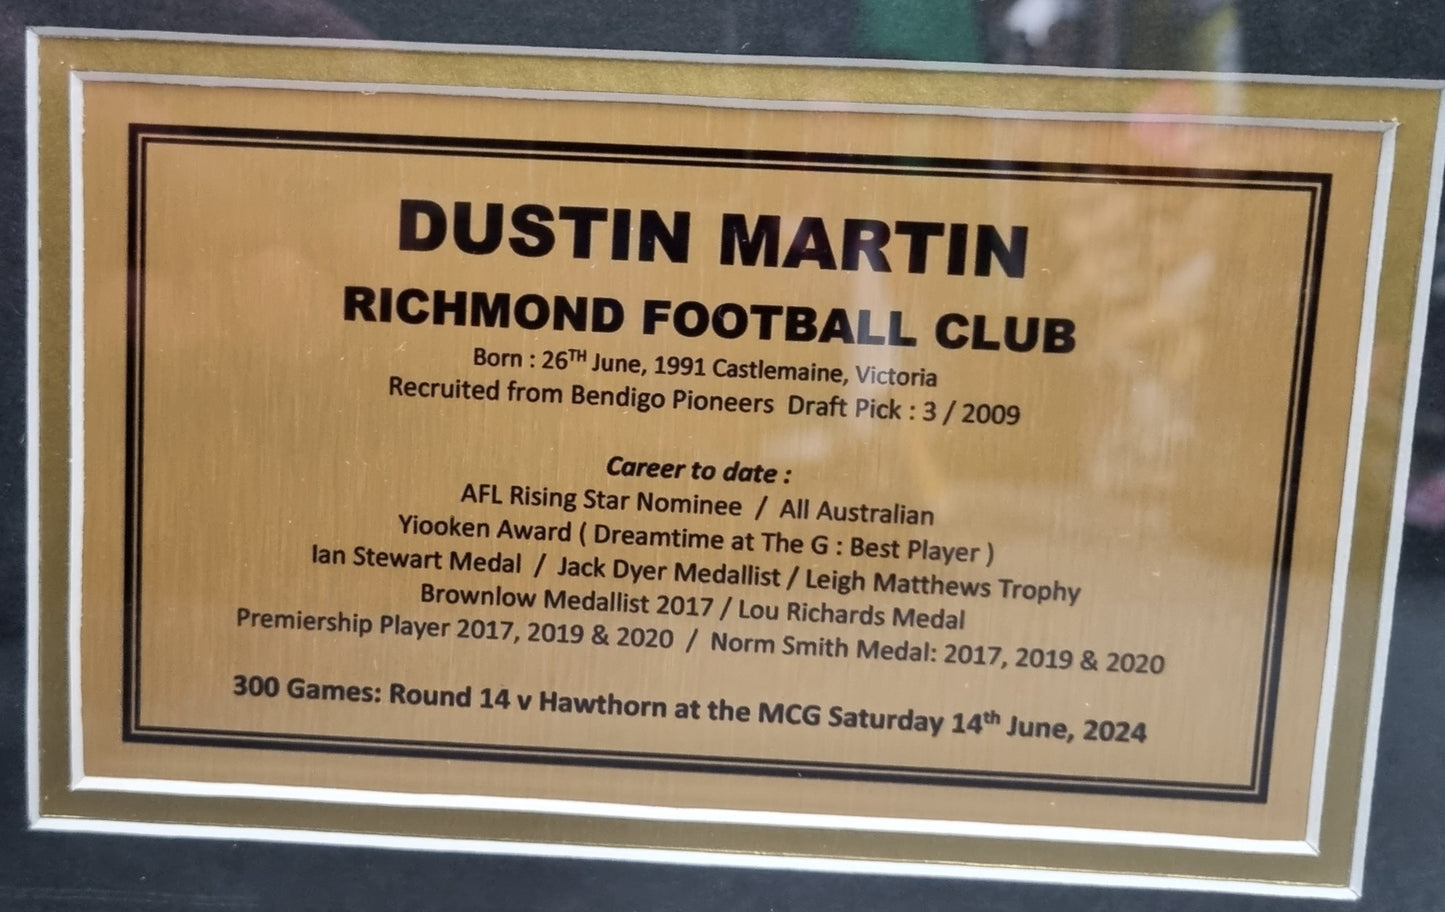 DUSTIN MARTIN
RICHMOND FOOTBALL CLUB
Born : 26TH June, 1991 Castlemaine, Victoria
Recruited from Bendigo Pioneers  Draft Pick : 3 / 2009
Career to date :
AFL Rising Star Nominee  /  All Australian
Yiooken Award ( Dreamtime at The G : Best Player )
Ian Stewart Medal  /  Jack Dyer Medallist / Leigh Matthews Trophy
Brownlow Medallist 2017 / Lou Richards Medal
Premiership Player 2017, 2019 & 2020  /  Norm Smith Medal: 2017, 2019 & 2020
300 Games: Round 14 v Hawthorn at the MCG Saturday 14th June, 2024